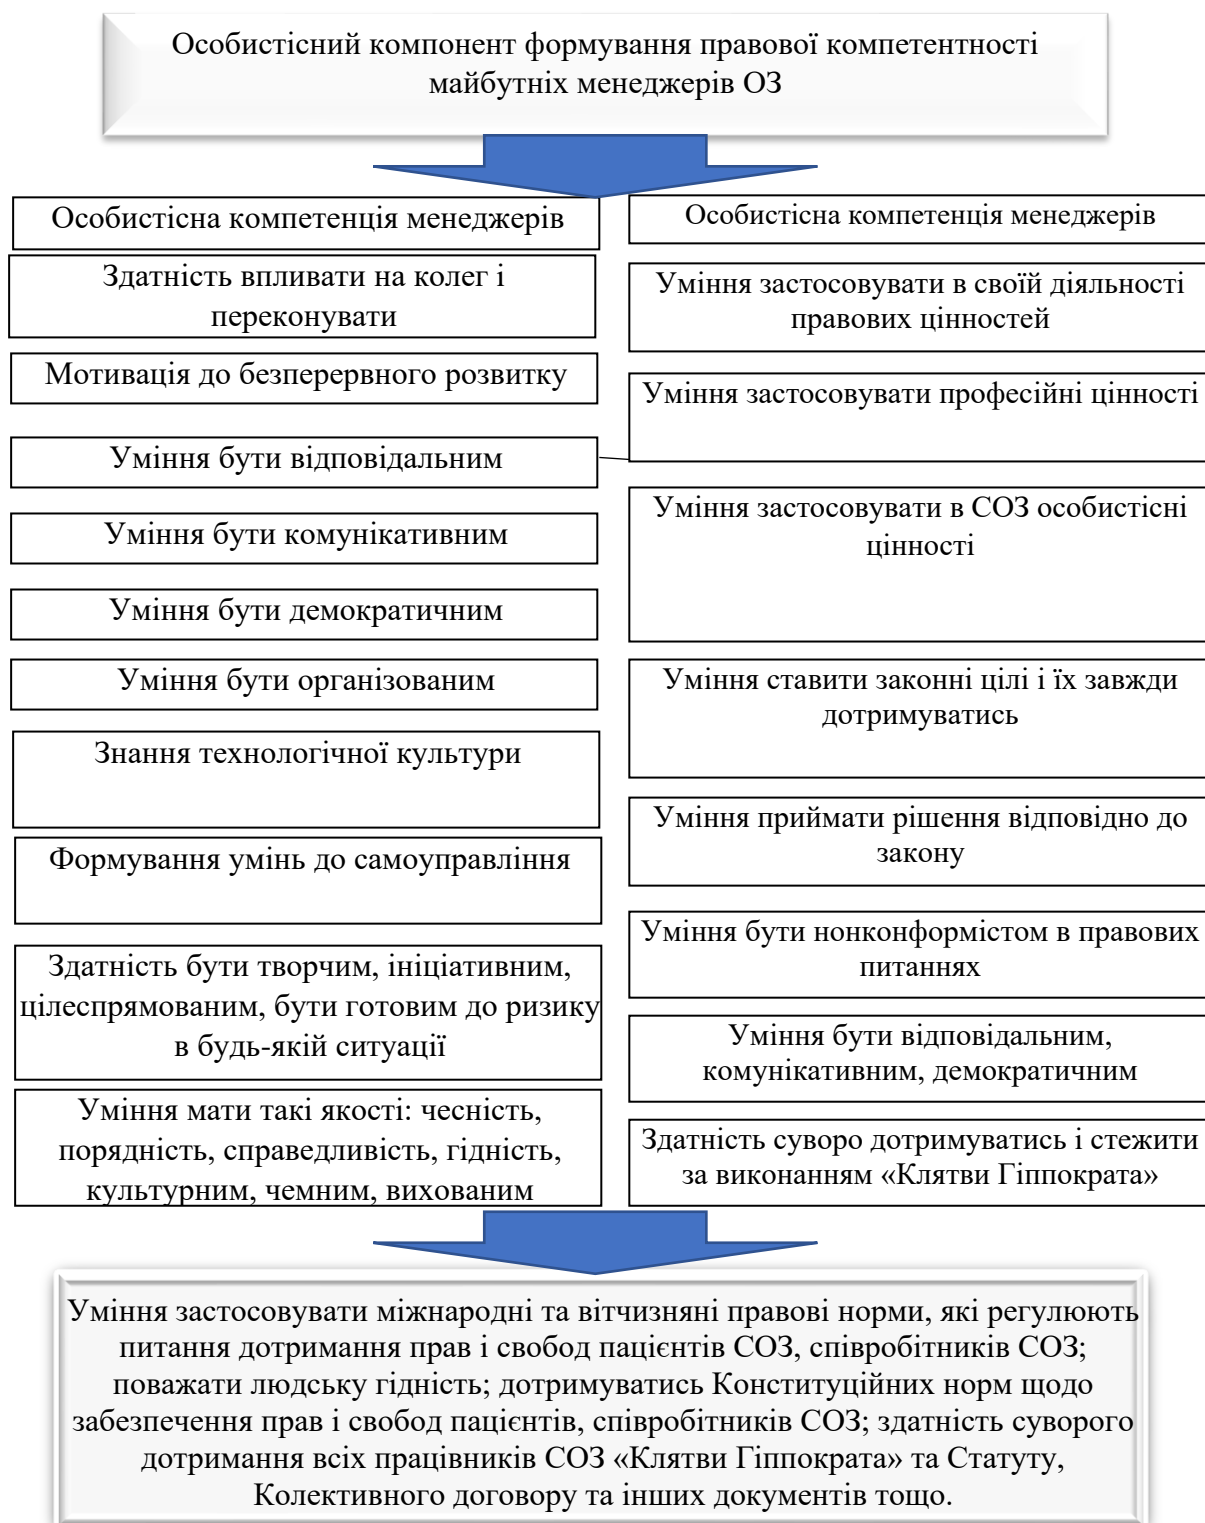 Особистісний компонент формування правової компетентності
майбутніх менеджерів ОЗ
Особистісна компетенція менеджерів
Здатність впливати на колег і
переконувати
Мотивація до безперервного розвитку
Уміння бути відповідальним
Уміння бути комунікативним
Уміння бути демократичним
Уміння бути організованим
Знання технологічної культури
Формування умінь до самоуправління
Здатність бути творчим, ініціативним,
цілеспрямованим, бути готовим до ризику
в будь-якій ситуації
Уміння мати такі якості: чесність,
порядність, справедливість, гідність,
культурним, чемним, вихованим
Особистісна компетенція менеджерів
Уміння застосовувати в своїй діяльності
правових цінностей
Уміння застосовувати професійні цінності
Уміння застосовувати в СОЗ особистісні
цінності
Уміння ставити законні цілі і їх завжди
дотримуватись
Уміння приймати рішення відповідно до
закону
Уміння бути нонконформістом в правових
питаннях
Уміння бути відповідальним,
комунікативним, демократичним
Здатність суворо дотримуватись і стежити
за виконанням «Клятви Гіппократа»
Уміння застосовувати міжнародні та вітчизняні правові норми, які регулюють
питання дотримання прав і свобод пацієнтів СОЗ, співробітників СОЗ;
поважати людську гідність; дотримуватись Конституційних норм щодо
забезпечення прав і свобод пацієнтів, співробітників СОЗ; здатність суворого
дотримання всіх працівників СОЗ «Клятви Гіппократа» та Статуту,
Колективного договору та інших документів тощо.